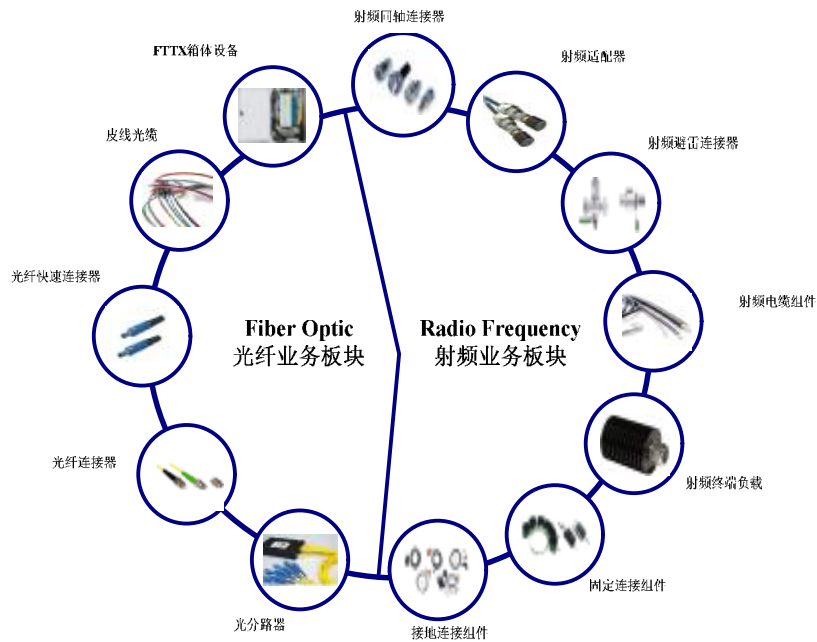 射频同轴连接器
FTTX箱体设备
射频适配器
皮线光缆
射频避雷连接器
光纤快速连接器
射频电缆组件
Fiber Optic
光纤业务板块
Radio Frequency
射频业务板块
光纤连接器
射频终端负载
固定连接组件
光分路器
接地连接组件